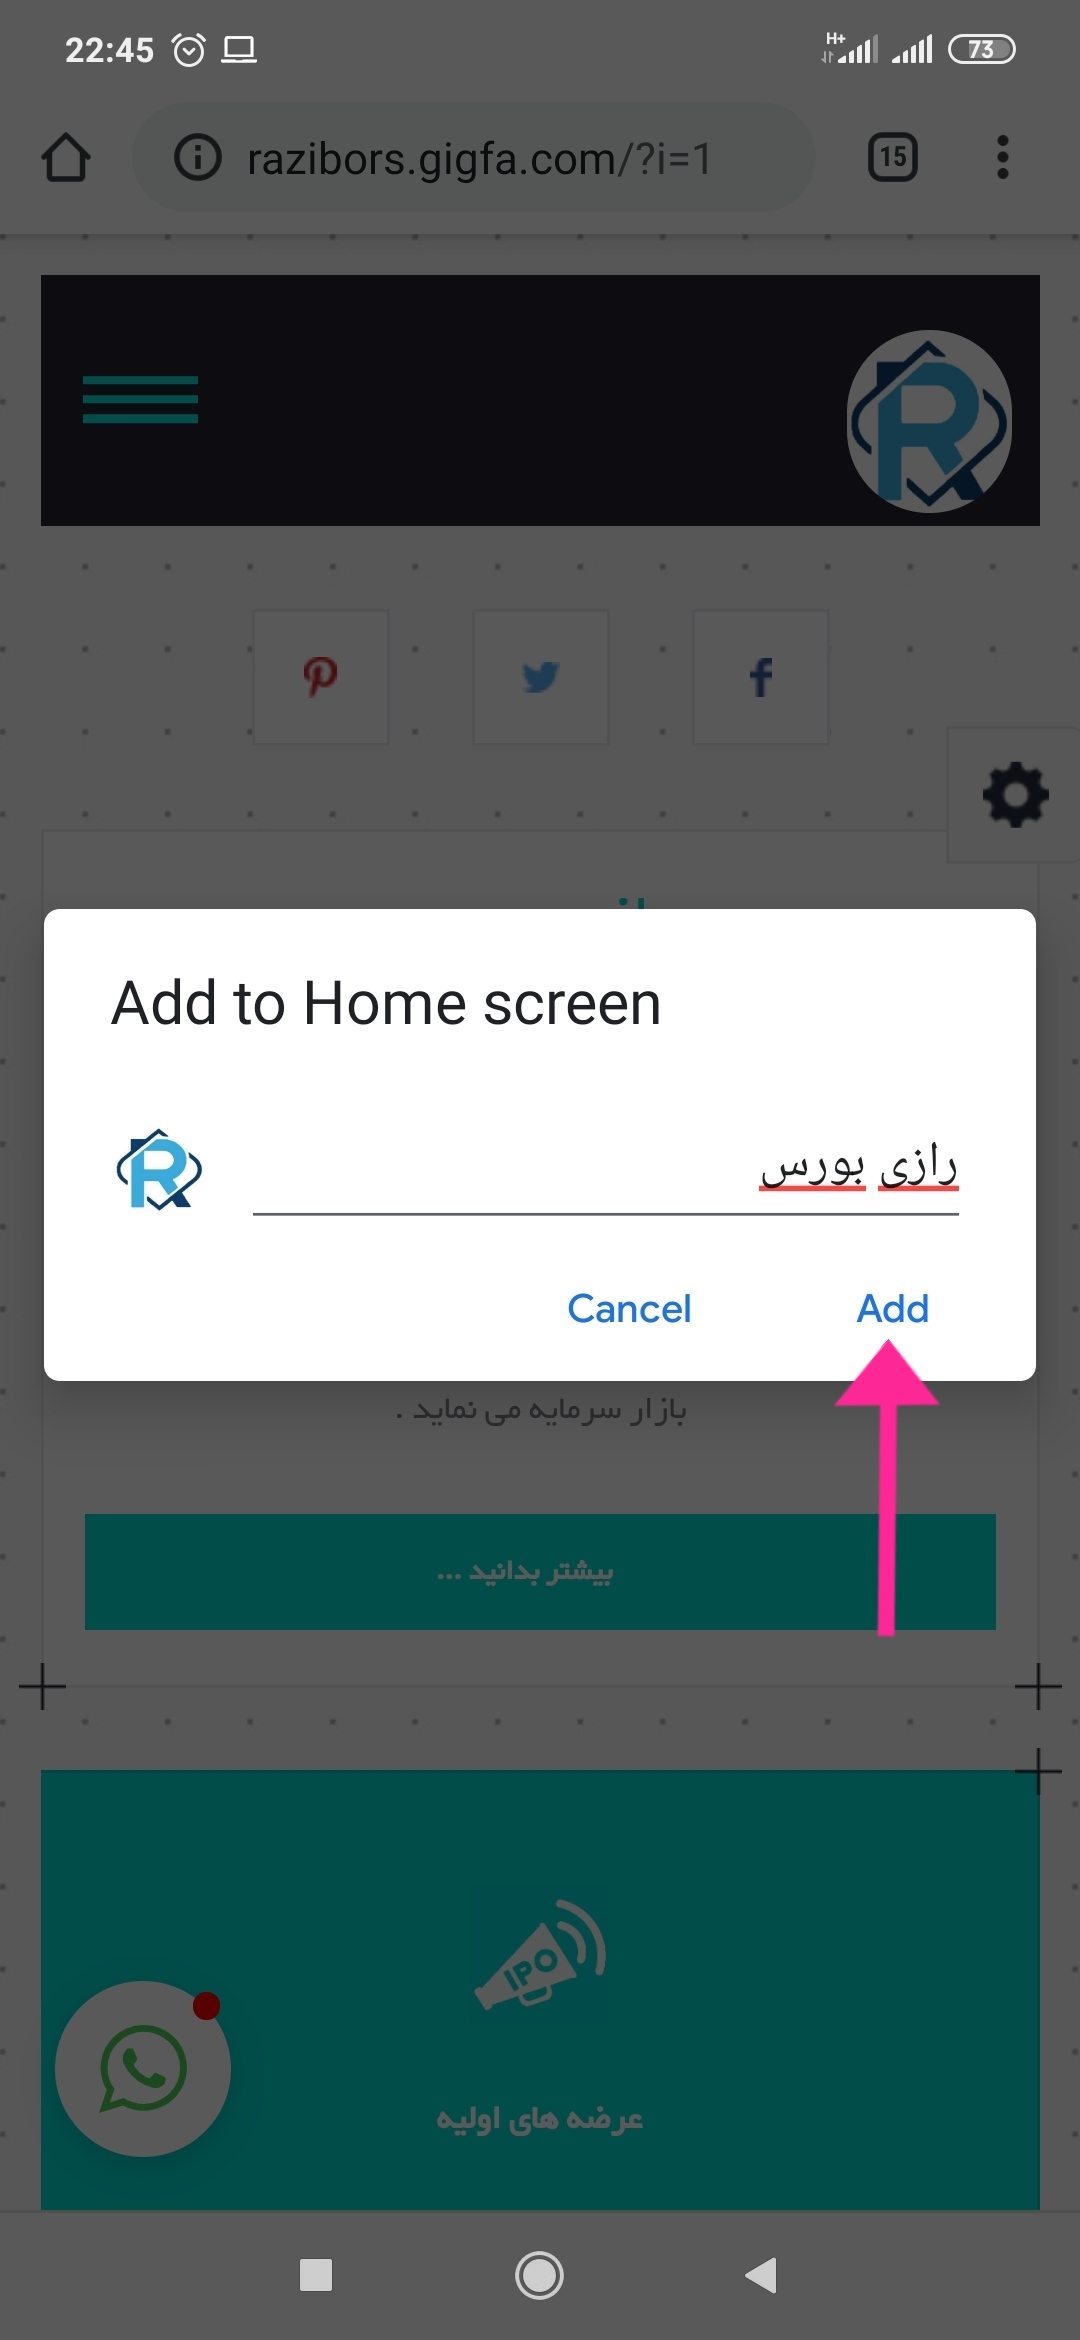 22:45
H+
73
razibors.gigfa.com/?i=1
15
Add to Home screen
رازی بورس
Cancel
Add
بازار سرمایه می نماید .
بیشتر بدانید ...
IPO
عرضه های اولیه